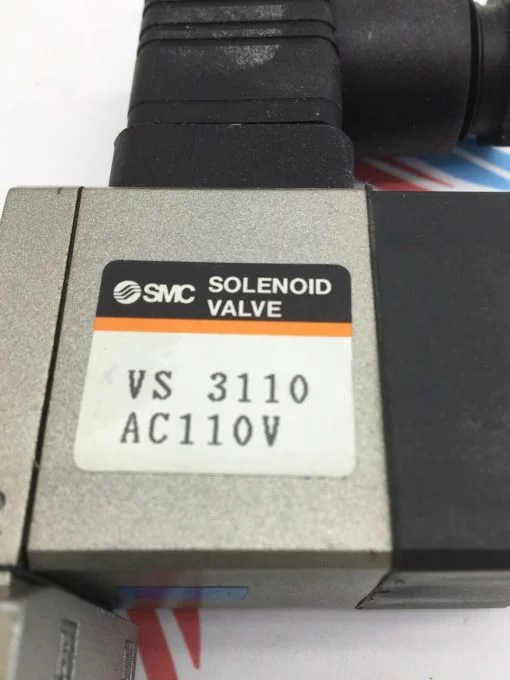 SMC SOLENOID
VALVE
VS 3110
AC110V